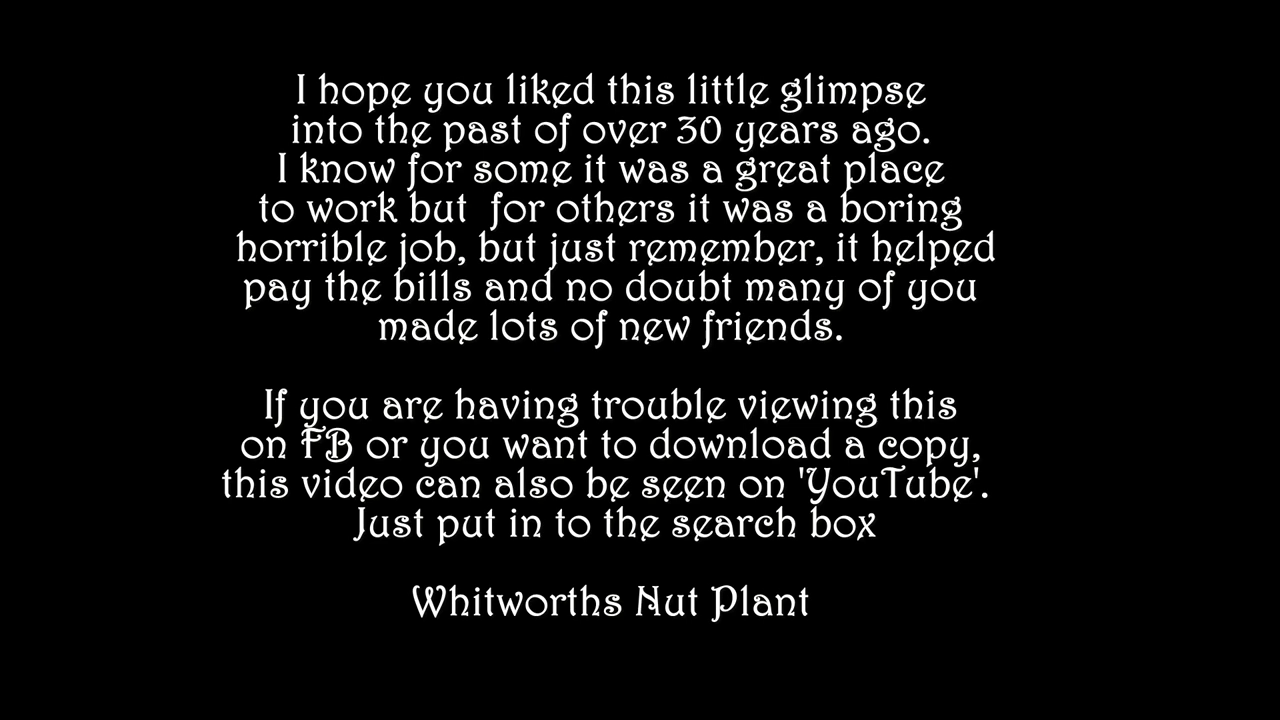 I hope you liked this little glimpse
into the past of over 30 years ago.
I know for some it was a great place
to work but for others it was a boring
horrible job, but just remember, it helped
pay the bills and no doubt many of you
made lots of new friends.
If you are having trouble viewing this
on FB or you want to download a copy,
this video can also be seen on 'YouTube'.
Just put in to the search box
Whitworths Nut Plant